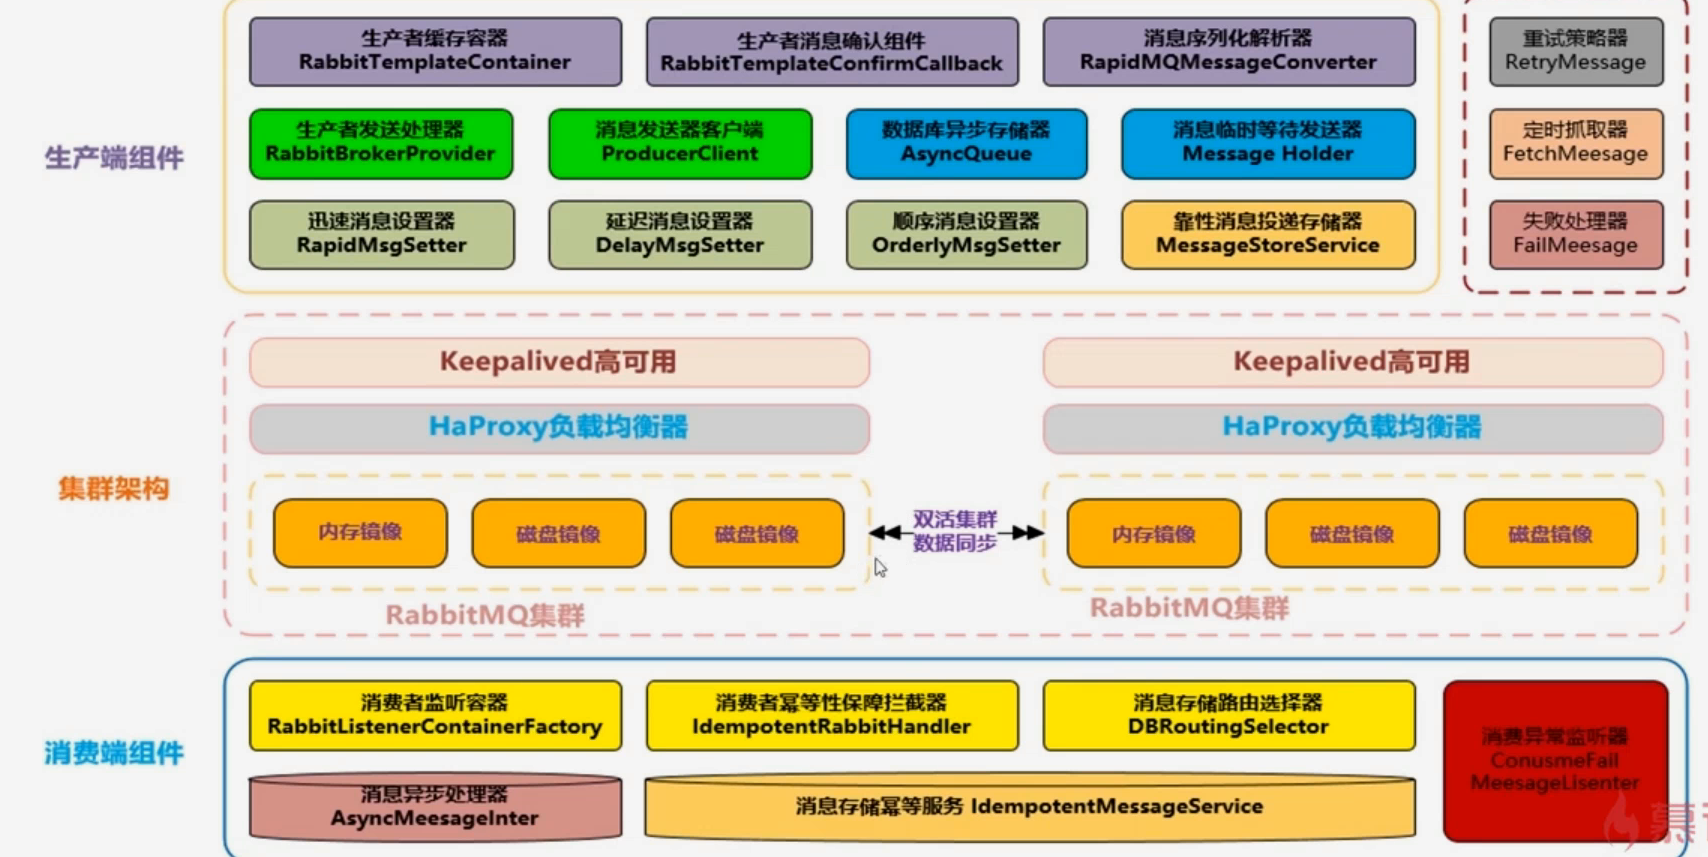 生产者缓存容器
RabbitTemplateContainer
生产者消息确认组件
RabbitTemplateConfirmCallback
消息序列化解析器
RapidMQMessageConverter
重试策略器
RetryMessage
生产端组件
生产者发送处理器
RabbitBrokerProvider
消息发送器客户端
ProducerClient
数据库异步存储器
AsyncQueue
消息临时等待发送器
Message Holder
定时抓取器
FetchMeesage
迅速消息设置器
RapidMsgSetter
延迟消息设置器
DelayMsgSetter
顺序消息设置器
OrderlyMsgSetter
靠性消息投递存储器
MessageStoreService
失败处理器
FailMeesage
Keepalived高可用
Keepalived高可用
HaProxy负载均衡器
HaProxy负载均衡器
集群架构
内存镜像
磁盘镜像
磁盘镜像
双活集群
数据同步
内存镜像
磁盘镜像
磁盘镜像
RabbitMQ集群
RabbitMQ集群
消费端组件
消费者监听容器
RabbitListenerContainerFactory
消费者幂等性保障拦截器
IdempotentRabbitHandler
消息存储路由选择器
DBRoutingSelector
消费异常监听器
ConusmeFail
MeesageLisenter
消息异步处理器
AsyncMeesageInter
消息存储幂等服务 IdempotentMessageService
慕